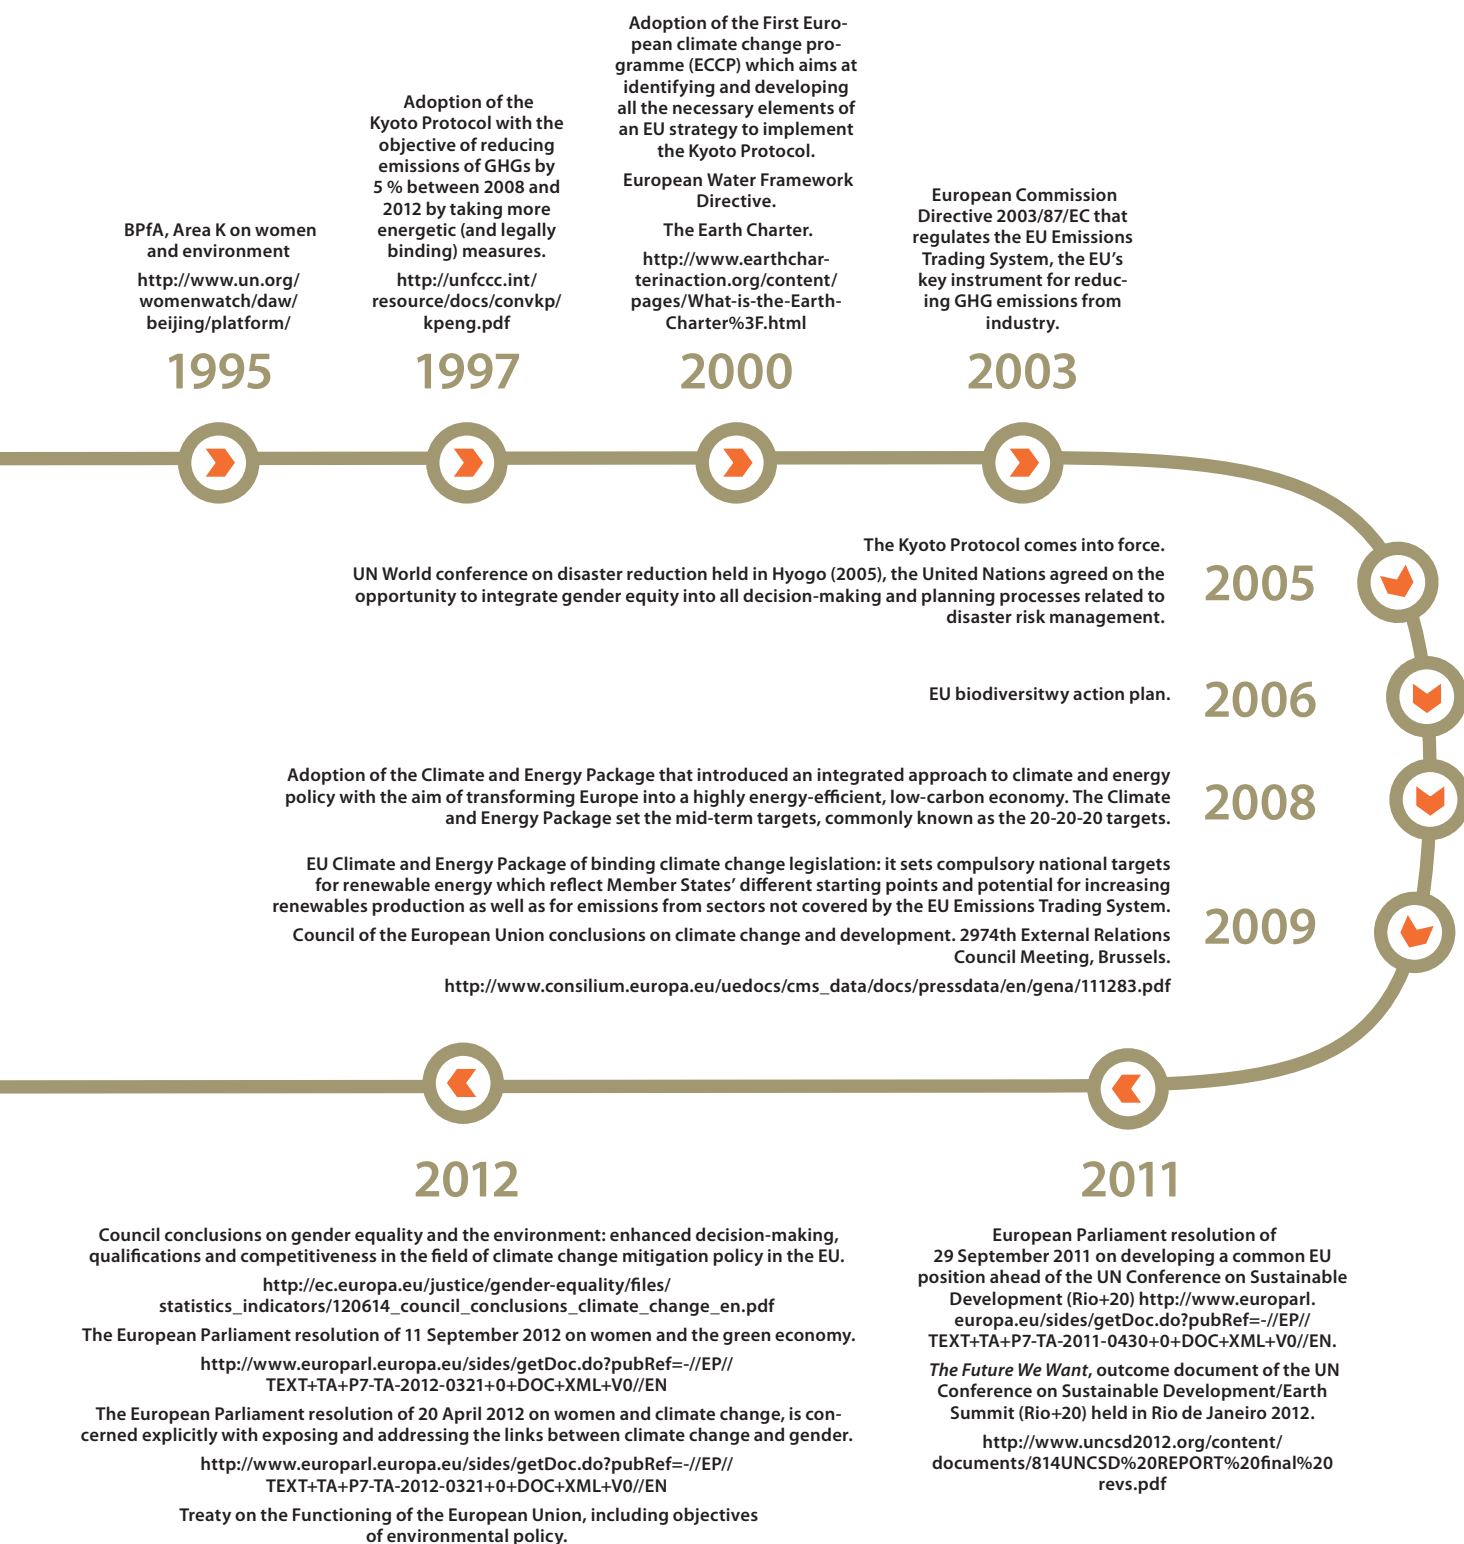 BPfA, Area K on women
and environment
http://www.un.org/
womenwatch/daw/
beijing/platform/
1995
Adoption of the
Kyoto Protocol with the
objective of reducing
emissions of GHGs by
5 % between 2008 and
2012 by taking more
energetic (and legally
binding) measures.
http://unfccc.int/
resource/docs/convkp/
kpeng.pdf
1997
Adoption of the First Euro-
pean climate change pro-
gramme (ECCP) which aims at
identifying and developing
all the necessary elements of
an EU strategy to implement
the Kyoto Protocol.
European Water Framework
Directive.
The Earth Charter.
http://www.earthchar-
terinaction.org/content/
pages/What-is-the-Earth-
Charter%3F.html
2000
European Commission
Directive 2003/87/EC that
regulates the EU Emissions
Trading System, the EU’s
key instrument for reduc-
ing GHG emissions from
industry.
2003
The Kyoto Protocol comes into force.
UN World conference on disaster reduction held in Hyogo (2005), the United Nations agreed on the
opportunity to integrate gender equity into all decision-making and planning processes related to
disaster risk management.
2005
EU biodiversitwy action plan.
2006
Adoption of the Climate and Energy Package that introduced an integrated approach to climate and energy
policy with the aim of transforming Europe into a highly energy-efficient, low-carbon economy. The Climate
and Energy Package set the mid-term targets, commonly known as the 20-20-20 targets.
2008
EU Climate and Energy Package of binding climate change legislation: it sets compulsory national targets
for renewable energy which reflect Member States’ different starting points and potential for increasing
renewables production as well as for emissions from sectors not covered by the EU Emissions Trading System.
Council of the European Union conclusions on climate change and development. 2974th External Relations
Council Meeting, Brussels.
http://www.consilium.europa.eu/uedocs/cms_data/docs/pressdata/en/gena/111283.pdf
2009
2011
European Parliament resolution of
29 September 2011 on developing a common EU
position ahead of the UN Conference on Sustainable
Development (Rio+20) http://www.europarl.
europa.eu/sides/getDoc.do?pubRef=-//EP//
TEXT+TA+P7-TA-2011-0430+0+DOC+XML+V0//EN.
The Future We Want, outcome document of the UN
Conference on Sustainable Development/Earth
Summit (Rio+20) held in Rio de Janeiro 2012.
http://www.uncsd2012.org/content/
documents/814UNCSD%20REPORT%20final%20
revs.pdf
2012
Council conclusions on gender equality and the environment: enhanced decision-making,
qualifications and competitiveness in the field of climate change mitigation policy in the EU.
http://ec.europa.eu/justice/gender-equality/files/
statistics_indicators/120614_council_conclusions_climate_change_en.pdf
The European Parliament resolution of 11 September 2012 on women and the green economy.
http://www.europarl.europa.eu/sides/getDoc.do?pubRef=-//EP//
TEXT+TA+P7-TA-2012-0321+0+DOC+XML+V0//EN
The European Parliament resolution of 20 April 2012 on women and climate change, is con-
cerned explicitly with exposing and addressing the links between climate change and gender.
http://www.europarl.europa.eu/sides/getDoc.do?pubRef=-//EP//
TEXT+TA+P7-TA-2012-0321+0+DOC+XML+V0//EN
Treaty on the Functioning of the European Union, including objectives
of environmental policy.